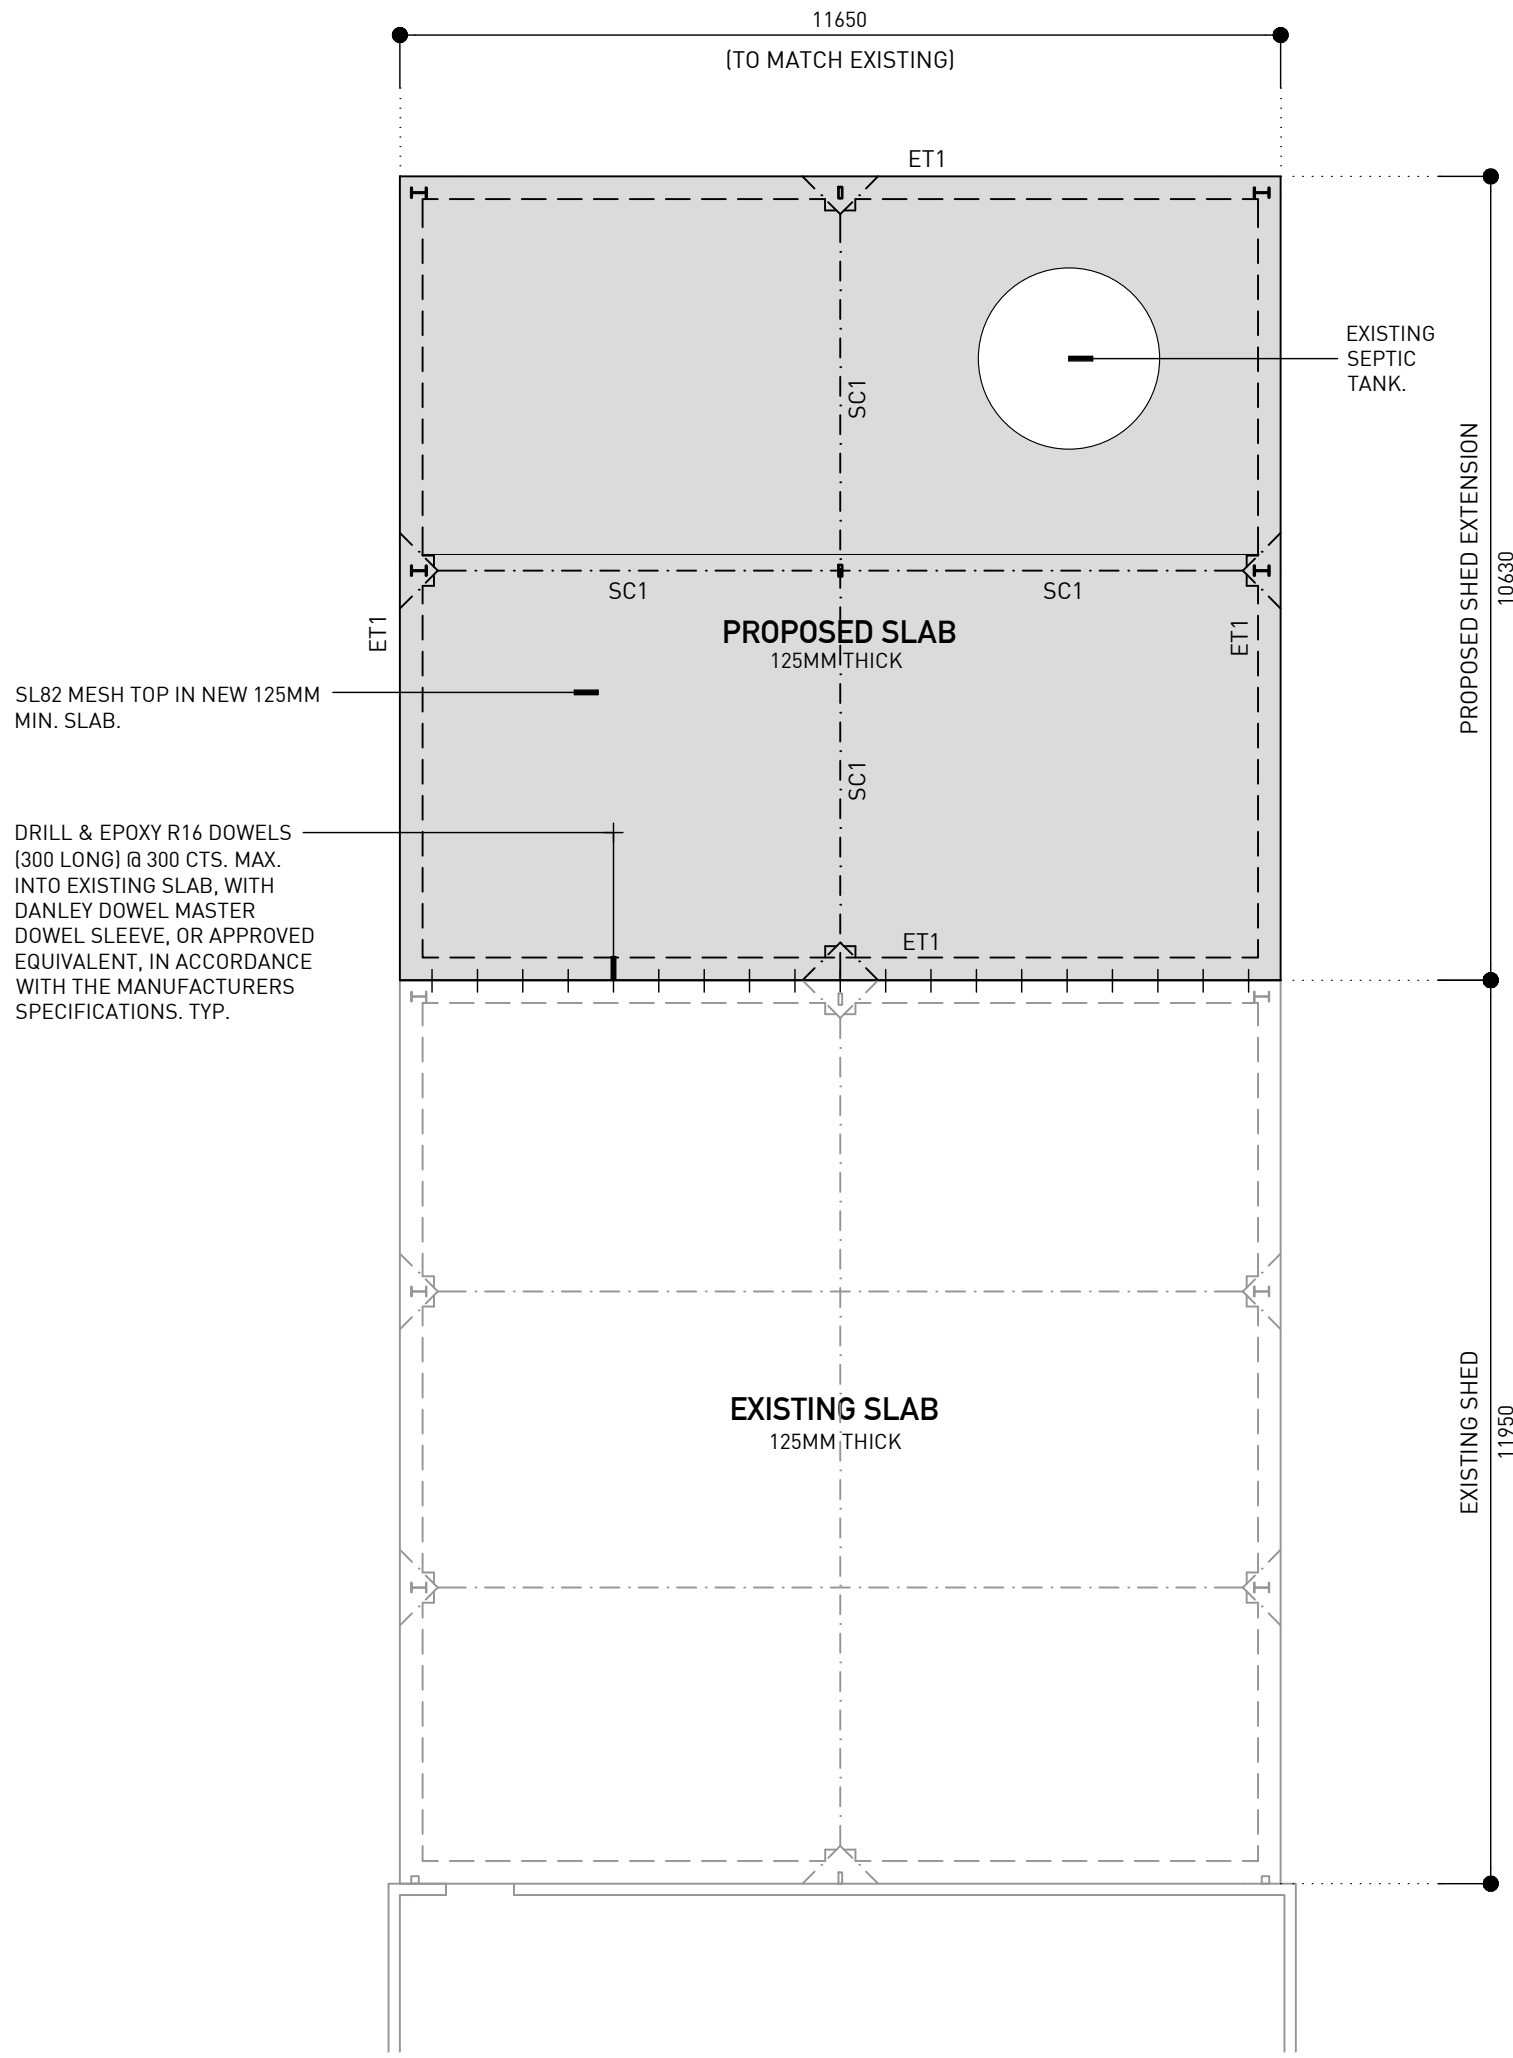 11650
(TO MATCH EXISTING)
ET1
EXISTING
SEPTIC
TANK.
SC1
PROPOSED SHED EXTENSION
10630
SC1
SC1
ET1
ET1
PROPOSED SLAB
125MM THICK
SL82 MESH TOP IN NEW 125MM
MIN. SLAB.
SC1
DRILL & EPOXY R16 DOWELS
(300 LONG) @ 300 CTS. MAX.
INTO EXISTING SLAB, WITH
DANLEY DOWEL MASTER
DOWEL SLEEVE, OR APPROVED
EQUIVALENT, IN ACCORDANCE
WITH THE MANUFACTURERS
SPECIFICATIONS. TYP.
ET1
EXISTING SLAB
125MM THICK
EXISTING SHED
11950